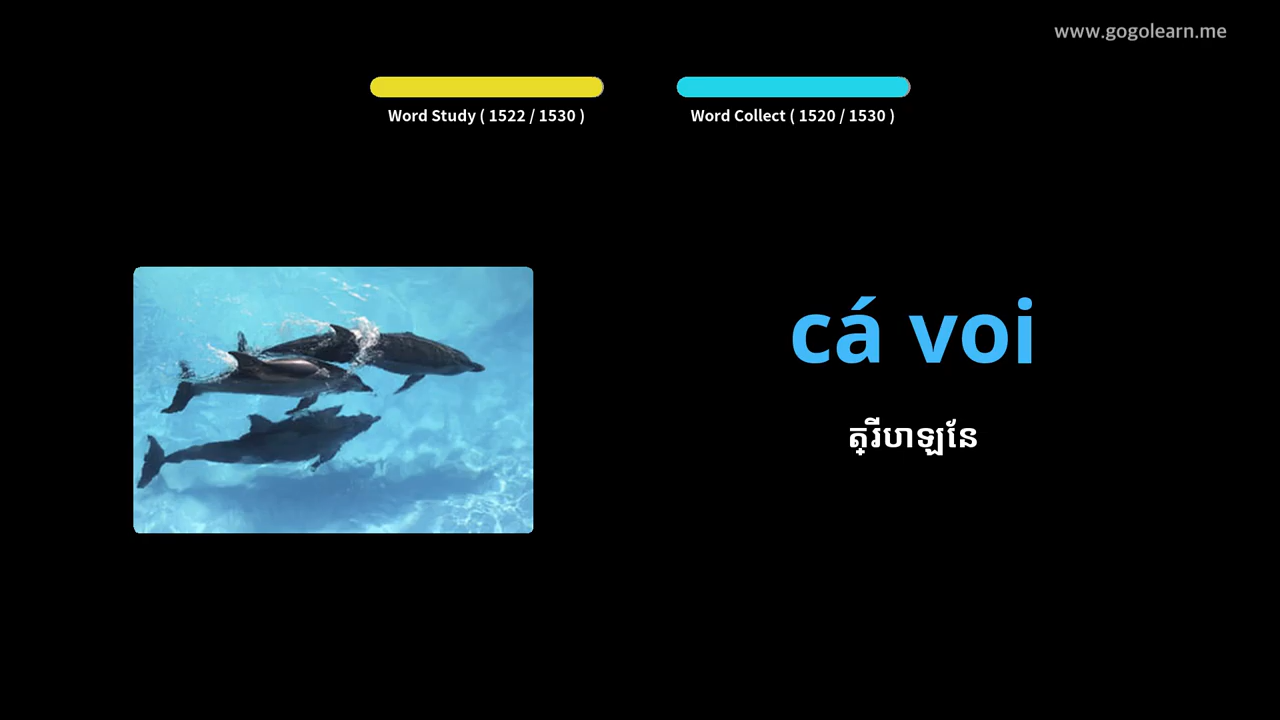 www.gogolearn.me
Word Study ( 1522 / 1530 )
Word Collect ( 1520 / 1530 )
cá voi
ត្រីបាឡែន